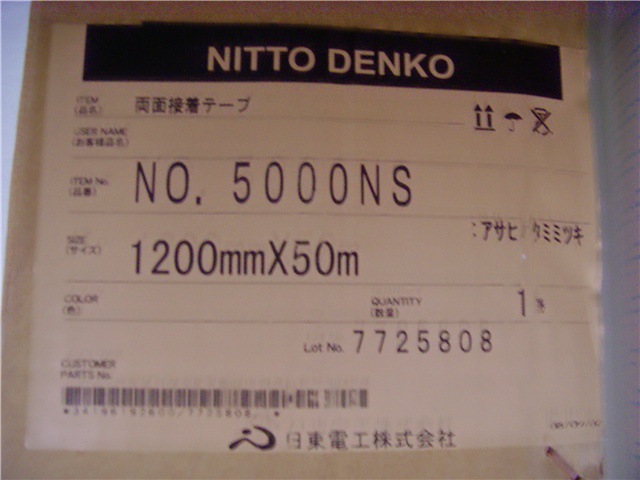 NITTO DENKO
ITEM
(品名)
両面接着テープ
USER NAME
(お客様品名)
ITEM No.
(品番)
NO. 5000NS
:アサヒ タミミツキ
SIZE
(サイズ)
1200mmX50m
COLOR
(色)
QUANTITY
(数量)
1 巻
Lot No. 7725808
CUSTOMER
PARTS No.
日東電工株式会社